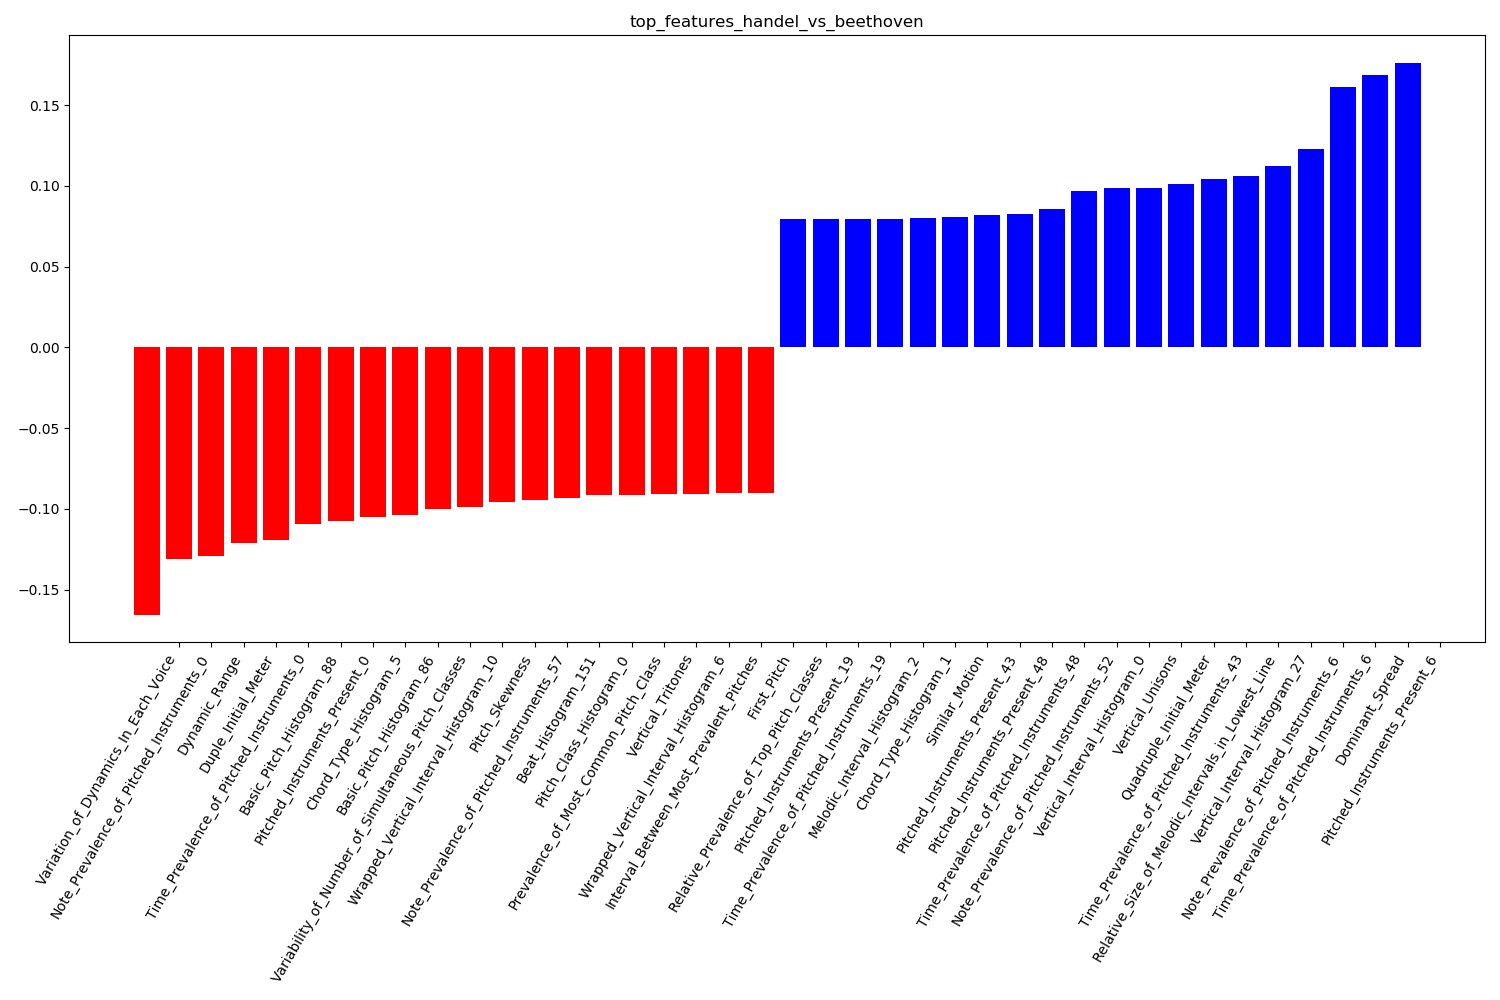 top_features_handel_vs_beethoven
0.15
0.10
0.05
0.00
−0.05
−0.10
−0.15
Variation_of_Dynamics_In_Each_Voice
Note_Prevalence_of_Pitched_Instruments_0
Dynamic_Range
Duple_Initial_Meter
Time_Prevalence_of_Pitched_Instruments_0
Basic_Pitch_Histogram_88
Pitched_Instruments_Present_0
Chord_Type_Histogram_5
Basic_Pitch_Histogram_86
Variability_of_Number_of_Simultaneous_Pitch_Classes
Wrapped_Vertical_Interval_Histogram_10
Pitch_Skewness
Note_Prevalence_of_Pitched_Instruments_57
Beat_Histogram_151
Pitch_Class_Histogram_0
Prevalence_of_Most_Common_Pitch_Class
Vertical_Tritones
Wrapped_Vertical_Interval_Histogram_6
Interval_Between_Most_Prevalent_Pitches
First_Pitch
Relative_Prevalence_of_Top_Pitch_Classes
Pitched_Instruments_Present_19
Time_Prevalence_of_Pitched_Instruments_19
Melodic_Interval_Histogram_2
Chord_Type_Histogram_1
Similar_Motion
Pitched_Instruments_Present_43
Pitched_Instruments_Present_48
Time_Prevalence_of_Pitched_Instruments_48
Note_Prevalence_of_Pitched_Instruments_52
Vertical_Interval_Histogram_0
Vertical_Unisons
Quadruple_Initial_Meter
Time_Prevalence_of_Pitched_Instruments_43
Relative_Size_of_Melodic_Intervals_in_Lowest_Line
Vertical_Interval_Histogram_27
Note_Prevalence_of_Pitched_Instruments_6
Time_Prevalence_of_Pitched_Instruments_6
Dominant_Spread
Pitched_Instruments_Present_6